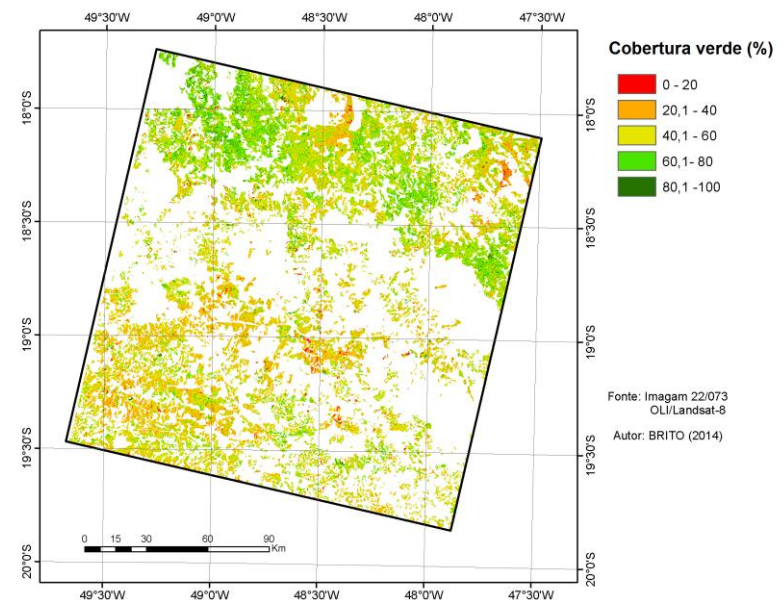 49°30'W 49°0'W 48°30'W 48°0'W 47°30'W
Cobertura verde (%)
0 - 20
20,1 - 40
40,1 - 60
60,1- 80
80,1 -100
18°0'S
18°0'S
18°30'S
18°30'S
19°0'S
19°0'S
19°30'S
19°30'S
20°0'S
20°0'S
Fonte: Imagam 22/073
OLI/Landsat-8
Autor: BRITO (2014)
0 15 30 60 90
Km
49°30'W 49°0'W 48°30'W 48°0'W 47°30'W